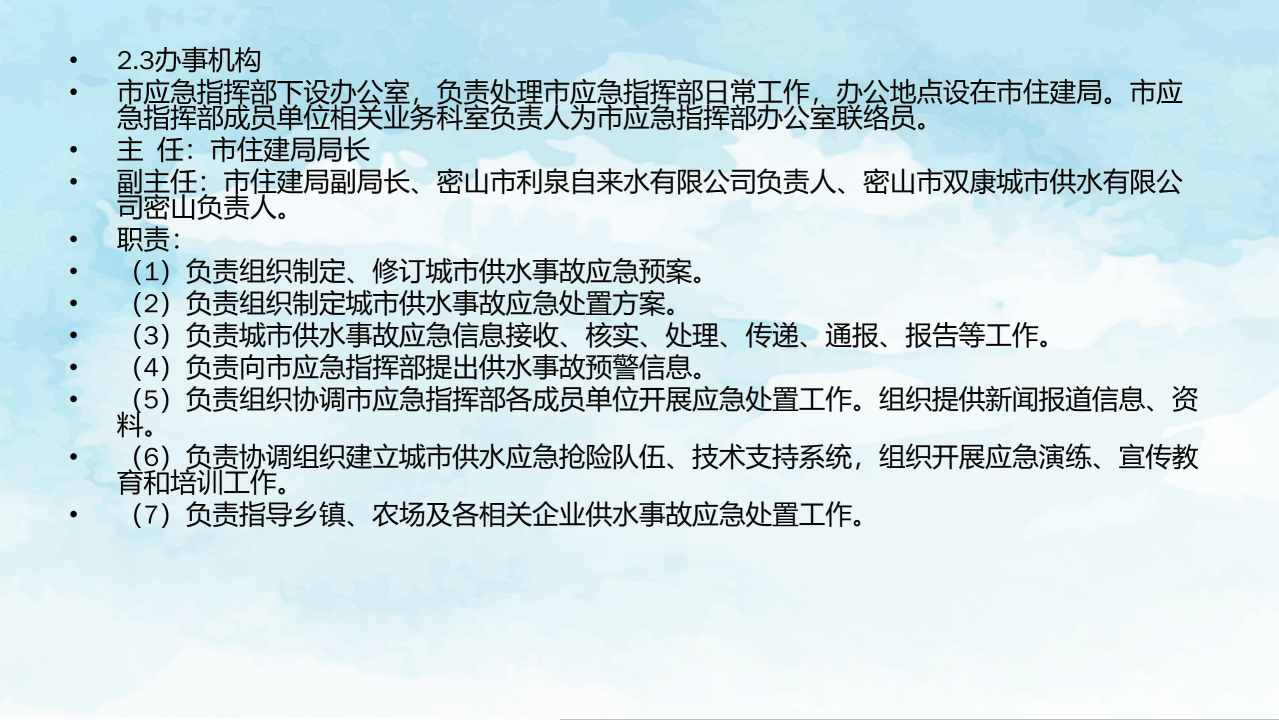 • 2.3办事机构
• 市应急指挥部下设办公室，负责处理市应急指挥部日常工作，办公地点设在市住建局。市应
急指挥部成员单位相关业务科室负责人为市应急指挥部办公室联络员。
• 主 任：市住建局局长
• 副主任：市住建局副局长、密山市利泉自来水有限公司负责人、密山市双康城市供水有限公
司密山负责人。
• 职责：
• （1）负责组织制定、修订城市供水事故应急预案。
• （2）负责组织制定城市供水事故应急处置方案。
• （3）负责城市供水事故应急信息接收、核实、处理、传递、通报、报告等工作。
• （4）负责向市应急指挥部提出供水事故预警信息。
• （5）负责组织协调市应急指挥部各成员单位开展应急处置工作。组织提供新闻报道信息、资
料。
• （6）负责协调组织建立城市供水应急抢险队伍、技术支持系统，组织开展应急演练、宣传教
育和培训工作。
• （7）负责指导乡镇、农场及各相关企业供水事故应急处置工作。